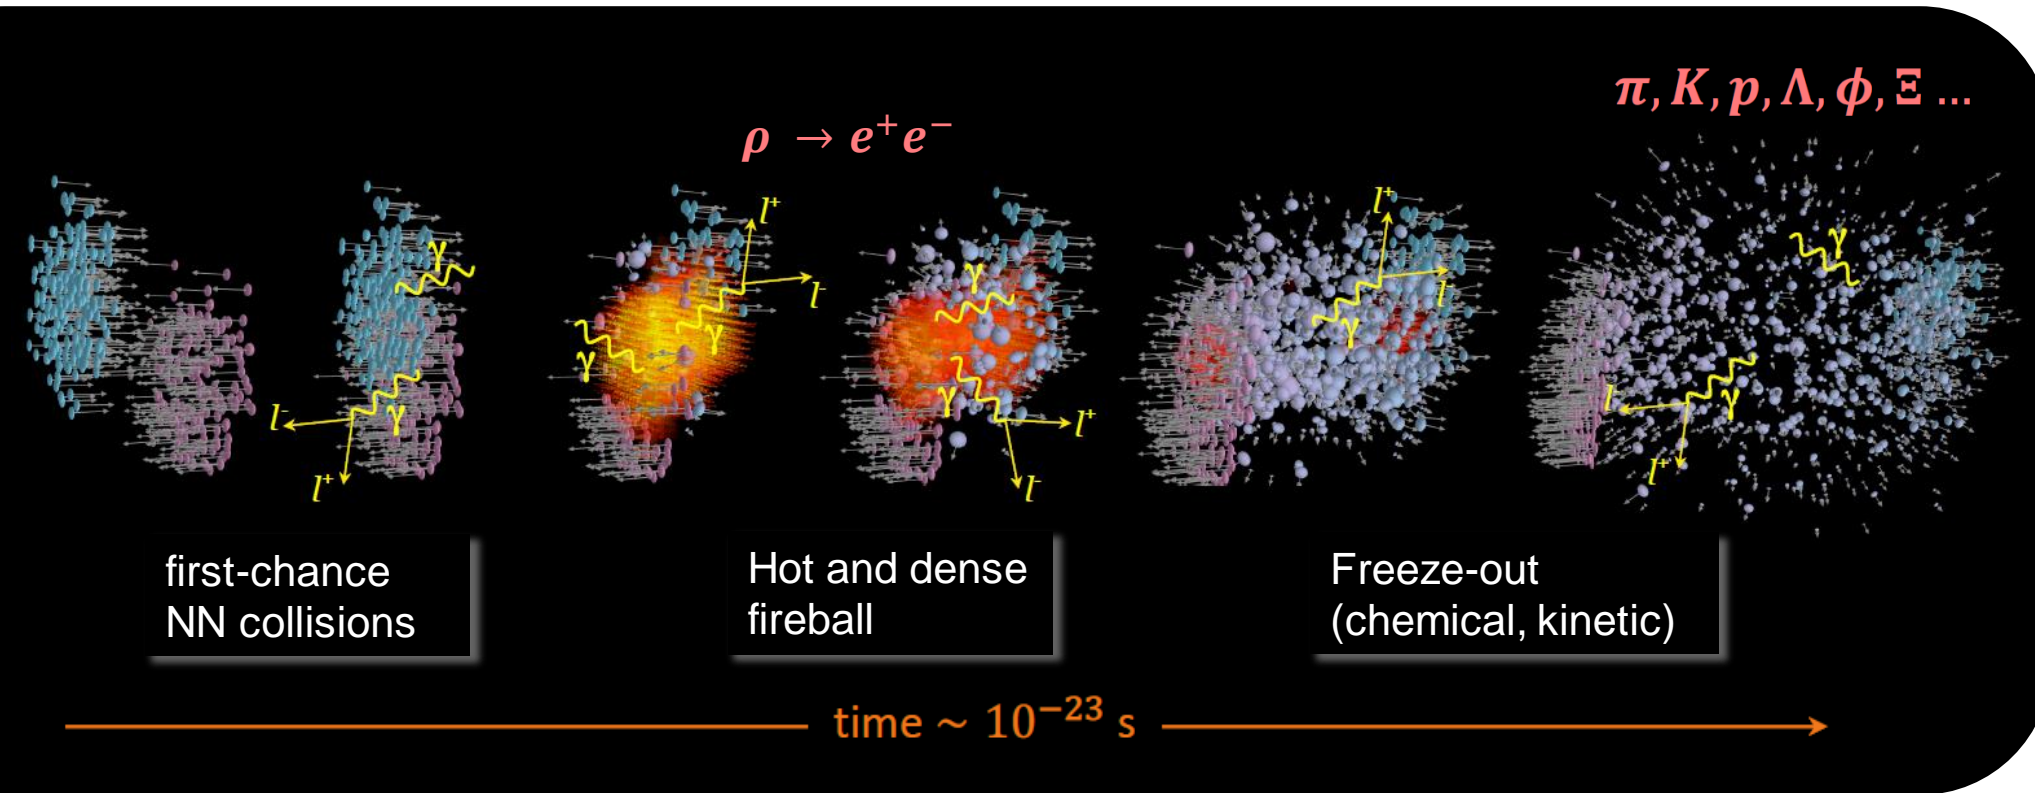 π, K, p, Λ, ϕ, Ξ ...
ρ → e⁺e⁻
γ
l⁻
γ
l⁺
l⁺
l⁻
γ
γ
γ
γ
l⁺
l⁻
l⁺
l⁻
γ
γ
l
γ
l⁺
first-chance
NN collisions
Hot and dense
fireball
Freeze-out
(chemical, kinetic)
time ~ 10⁻²³ s